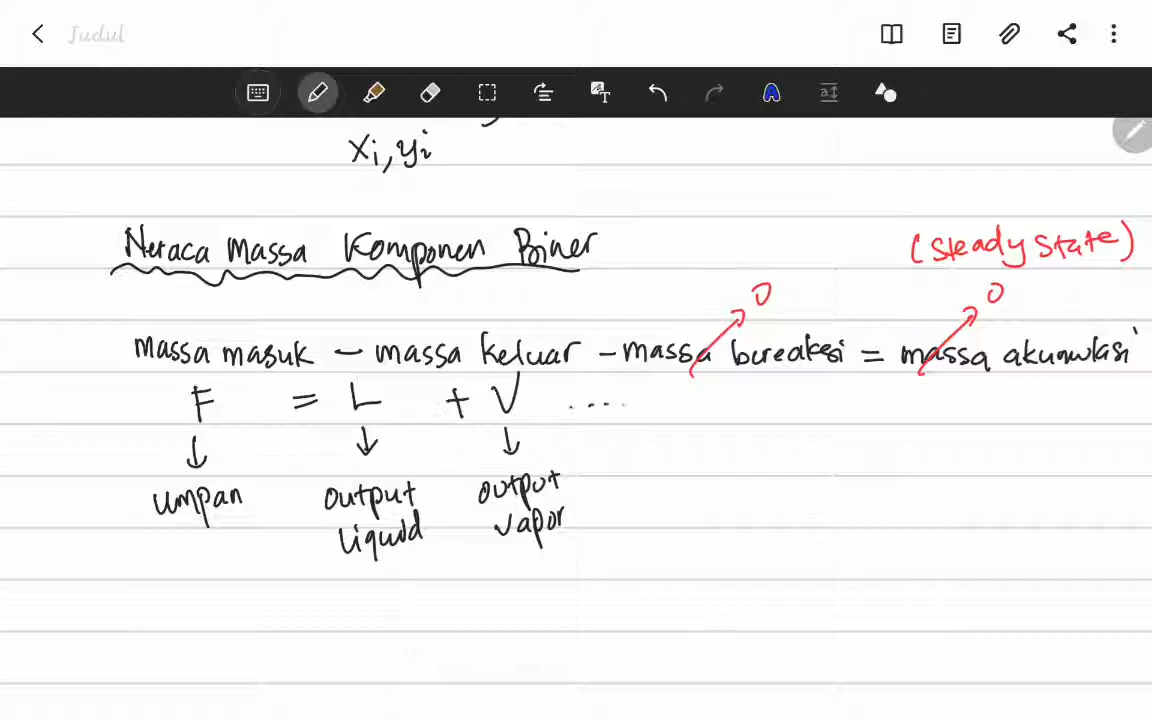 Judul
xi, yi
Neraca Massa Komponen Biner
(Steady State)
0 0
massa masuk - massa keluar - massa bereaksi = massa akumulasi
F = L + V ....
umpan output liquid output vapor